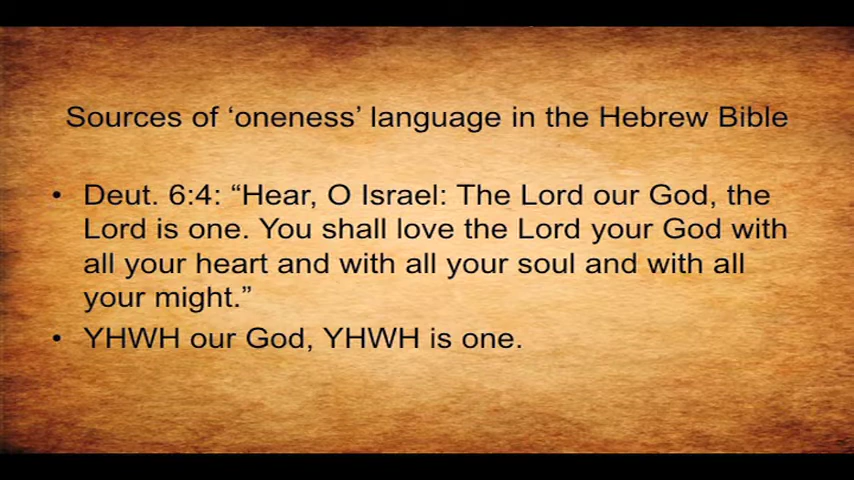 Sources of ‘oneness’ language in the Hebrew Bible
• Deut. 6:4: “Hear, O Israel: The Lord our God, the
Lord is one. You shall love the Lord your God with
all your heart and with all your soul and with all
your might.”
• YHWH our God, YHWH is one.